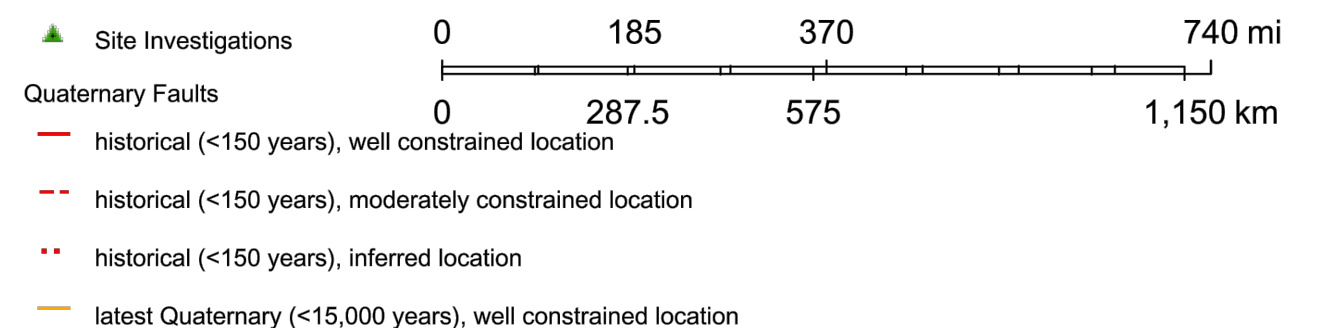 Site Investigations
0 185 370 740 mi
Quaternary Faults
0 287.5 575 1,150 km
historical (<150 years), well constrained location
historical (<150 years), moderately constrained location
historical (<150 years), inferred location
latest Quaternary (<15,000 years), well constrained location